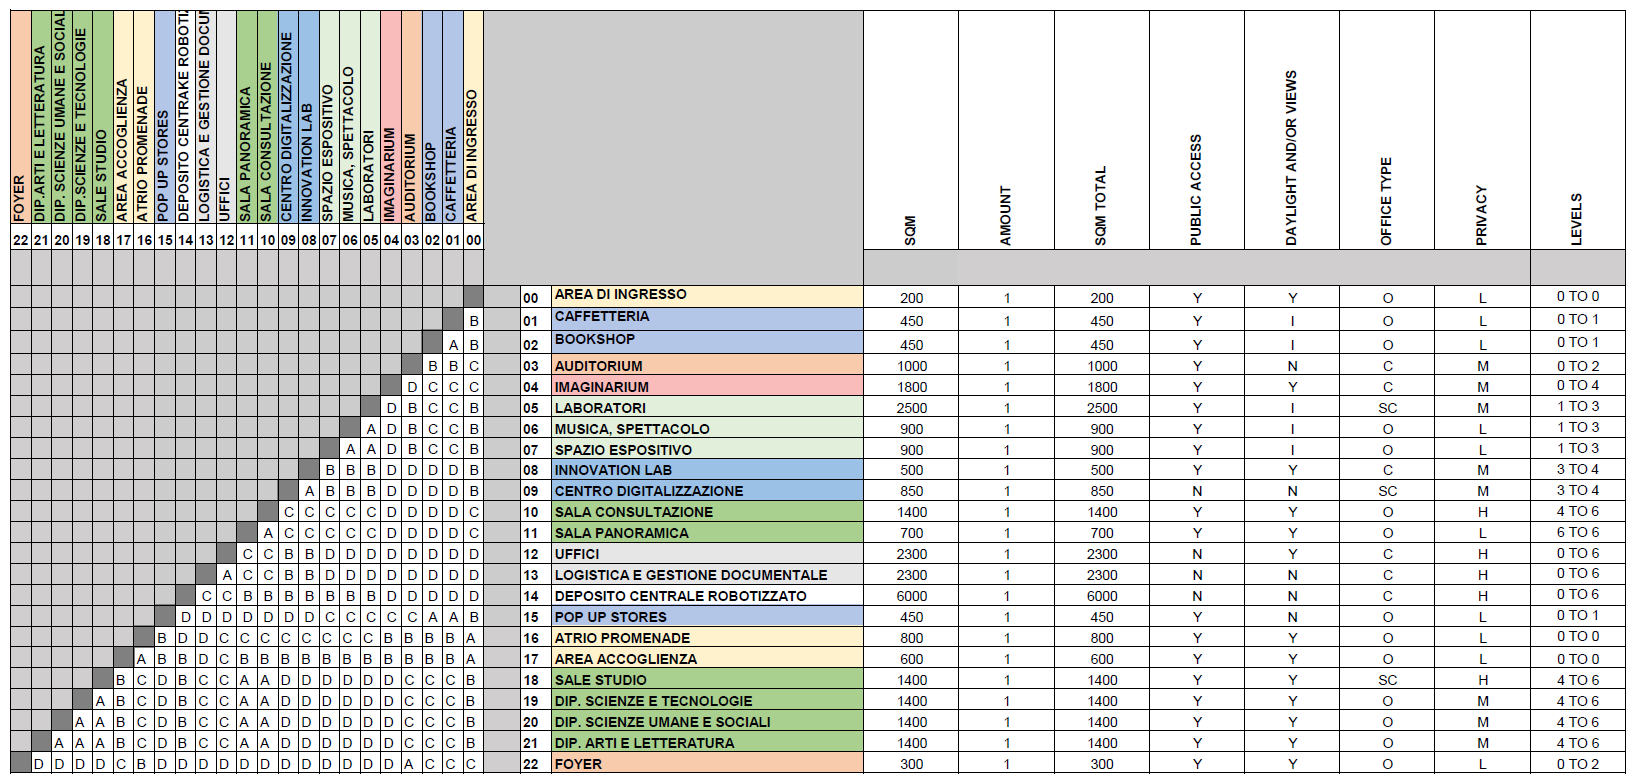 FOYER
DIP. ARTI E LETTERATURA
DIP. SCIENZE UMANE E SOCIAL
DIP.SCIENZE E TECNOLOGIE
SALE STUDIO
AREA ACCOGLIENZA
ATRIO PROMENADE
POP UP STORES
DEPOSITO CENTRAKE ROBOTI
LOGISTICA E GESTIONE DOCUM
UFFICI
SALA PANORAMICA
SALA CONSULTAZIONE
CENTRO DIGITALIZZAZIONE
INNOVATION LAB
SPAZIO ESPOSITIVO
MUSICA, SPETTACOLO
LABORATORI
IMAGINARIUM
AUDITORIUM
BOOKSHOP
CAFFETTERIA
AREA DI INGRESSO
SQM
AMOUNT
SQM TOTAL
PUBLIC ACCESS
DAYLIGHT AND/OR VIEWS
OFFICE TYPE
PRIVACY
LEVELS
22 21 20 19 18 17 16 15 14 13 12 11 10 09 08 07 06 05 04 03 02 01 00
00 AREA DI INGRESSO 200 1 200 Y Y O L 0 TO 0
B 01 CAFFETTERIA 450 1 450 Y I O L 0 TO 1
A B 02 BOOKSHOP 450 1 450 Y I O L 0 TO 1
B B C 03 AUDITORIUM 1000 1 1000 Y N C M 0 TO 2
D C C C 04 IMAGINARIUM 1800 1 1800 Y Y C M 0 TO 4
D B C C B 05 LABORATORI 2500 1 2500 Y I SC M 1 TO 3
A D B C C B 06 MUSICA, SPETTACOLO 900 1 900 Y I O L 1 TO 3
A A D B C C B 07 SPAZIO ESPOSITIVO 900 1 900 Y I O L 1 TO 3
B B B D D D D B 08 INNOVATION LAB 500 1 500 Y Y C M 3 TO 4
A B B B D D D D B 09 CENTRO DIGITALIZZAZIONE 850 1 850 N N SC M 3 TO 4
C C C C C D D D D C 10 SALA CONSULTAZIONE 1400 1 1400 Y Y O H 4 TO 6
A C C C C C D D D D C 11 SALA PANORAMICA 700 1 700 Y Y O L 6 TO 6
C C B B D D D D D D D D 12 UFFICI 2300 1 2300 N Y C H 0 TO 6
A C C B B D D D D D D D D 13 LOGISTICA E GESTIONE DOCUMENTALE 2300 1 2300 N N C H 0 TO 6
C C B B B B B B B D D D D D 14 DEPOSITO CENTRALE ROBOTIZZATO 6000 1 6000 N N C H 0 TO 6
D D D D D D D C C C C C A A B 15 POP UP STORES 450 1 450 Y N O L 0 TO 1
B D D C C C C C C C C B B B B A 16 ATRIO PROMENADE 800 1 800 Y Y O L 0 TO 0
A B B D C B B B B B B B B B B B A 17 AREA ACCOGLIENZA 600 1 600 Y Y O L 0 TO 0
B C D B C C A A D D D D D D C C C B 18 SALE STUDIO 1400 1 1400 Y Y SC H 4 TO 6
A B C D B C C A A D D D D D D C C C B 19 DIP. SCIENZE E TECNOLOGIE 1400 1 1400 Y Y O M 4 TO 6
A A B C D B C C A A D D D D D D C C C B 20 DIP. SCIENZE UMANE E SOCIALI 1400 1 1400 Y Y O M 4 TO 6
A A A B C D B C C A A D D D D D D C C C B 21 DIP. ARTI E LETTERATURA 1400 1 1400 Y Y O M 4 TO 6
D D D D C B D D D D D D D D D D D D A C C C 22 FOYER 300 1 300 Y Y O L 0 TO 2